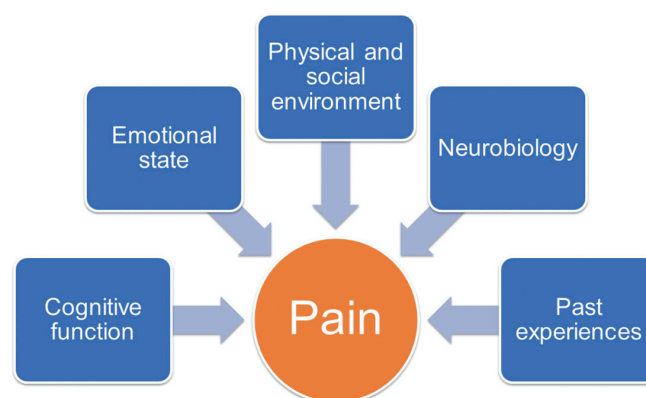 Physical and
social
environment
Emotional
state
Neurobiology
Cognitive
function
Pain
Past
experiences